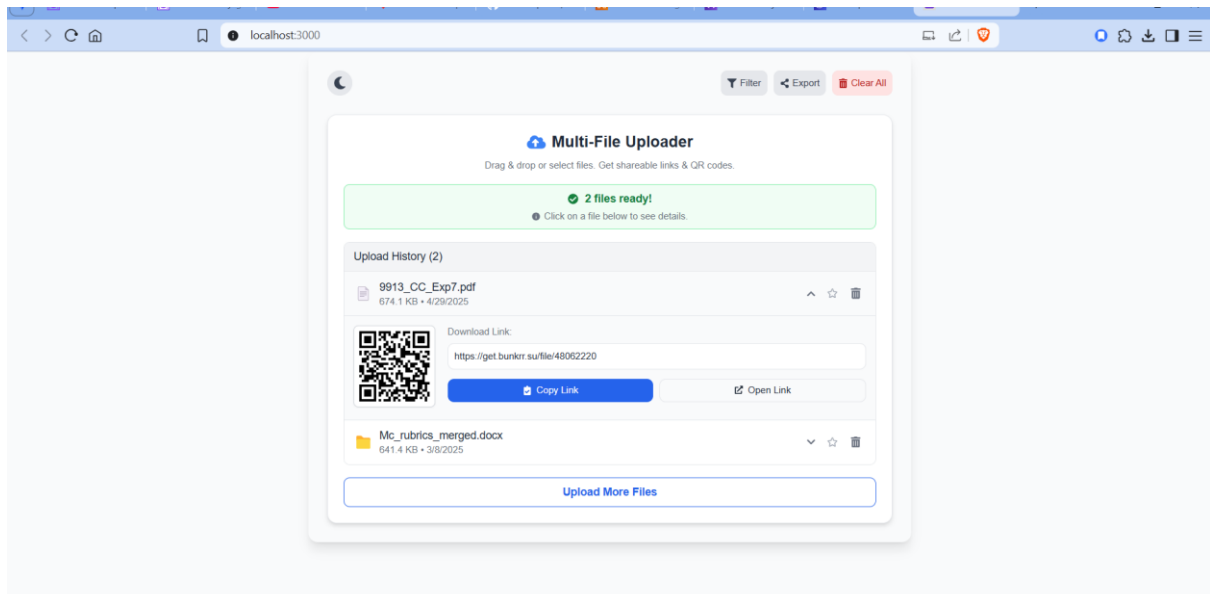 localhost:3000
Filter
Export
Clear All
Multi-File Uploader
Drag & drop or select files. Get shareable links & QR codes.
2 files ready!
Click on a file below to see details.
Upload History (2)
9913_CC_Exp7.pdf
674.1 KB • 4/29/2025
Download Link:
https://get.bunkrr.su/file/48062220
Copy Link
Open Link
Mc_rubrics_merged.docx
641.4 KB • 3/8/2025
Upload More Files